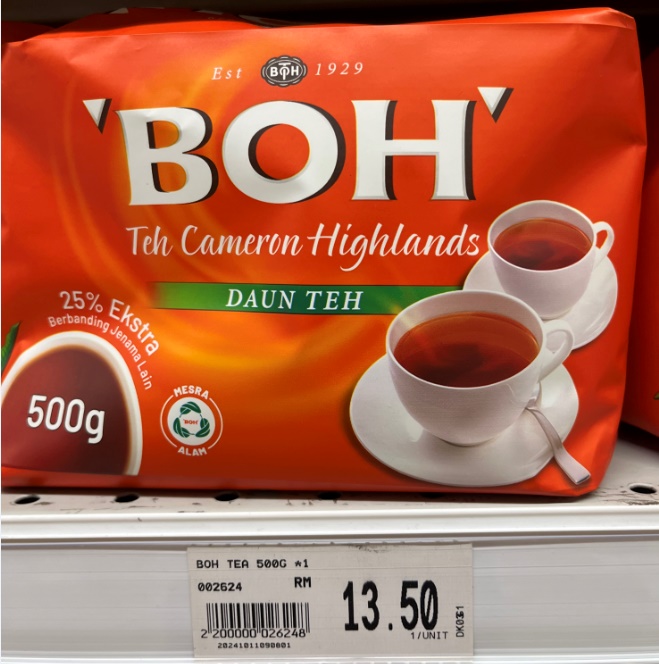 Est BOH 1929
BOH
Teh Cameron Highlands
DAUN TEH
25% Ekstra
Berbanding Jenama Lain
500g
MESRA
BOH
ALAM
BOH TEA 500G *1
002624
RM
13.50
1/UNIT
2 200000 026248
20241011090601